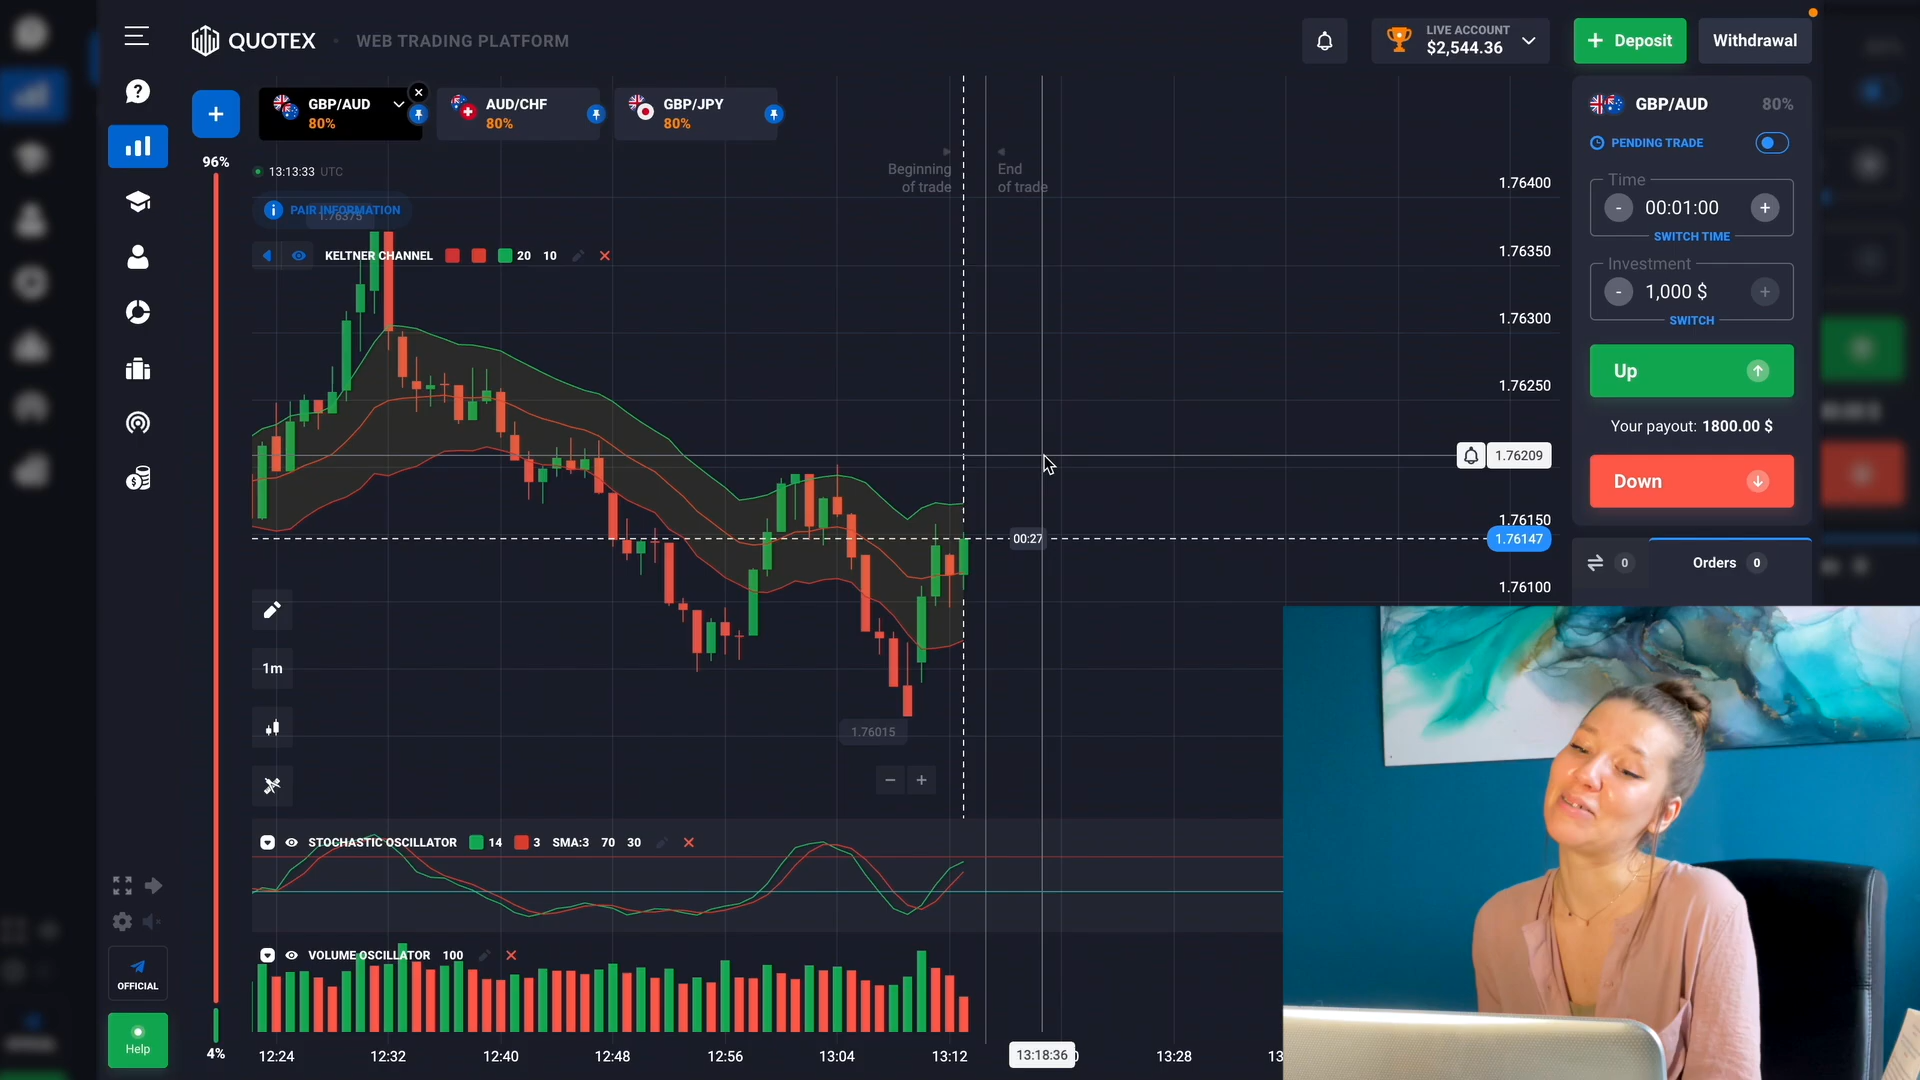 QUOTEX
WEB TRADING PLATFORM
LIVE ACCOUNT
$2,544.36
Deposit
Withdrawal
GBP/AUD
80%
AUD/CHF
80%
GBP/JPY
80%
GBP/AUD 80%
PENDING TRADE
Time
- 00:01:00 +
SWITCH TIME
Investment
- 1,000 $ +
SWITCH
Up
Your payout: 1800.00 $
Down
0
Orders 0
96%
13:13:33 UTC
Beginning
of trade
End
of trade
PAIR INFORMATION
1.76375
KELTNER CHANNEL 20 10
1.76400
1.76350
1.76300
1.76250
1.76209
1.76150
1.76147
1.76100
00:27
1m
1.76015
STOCHASTIC OSCILLATOR 14 3 SMA:3 70 30
VOLUME OSCILLATOR 100
OFFICIAL
Help
4%
12:24 12:32 12:40 12:48 12:56 13:04 13:12 13:18:36 13:28